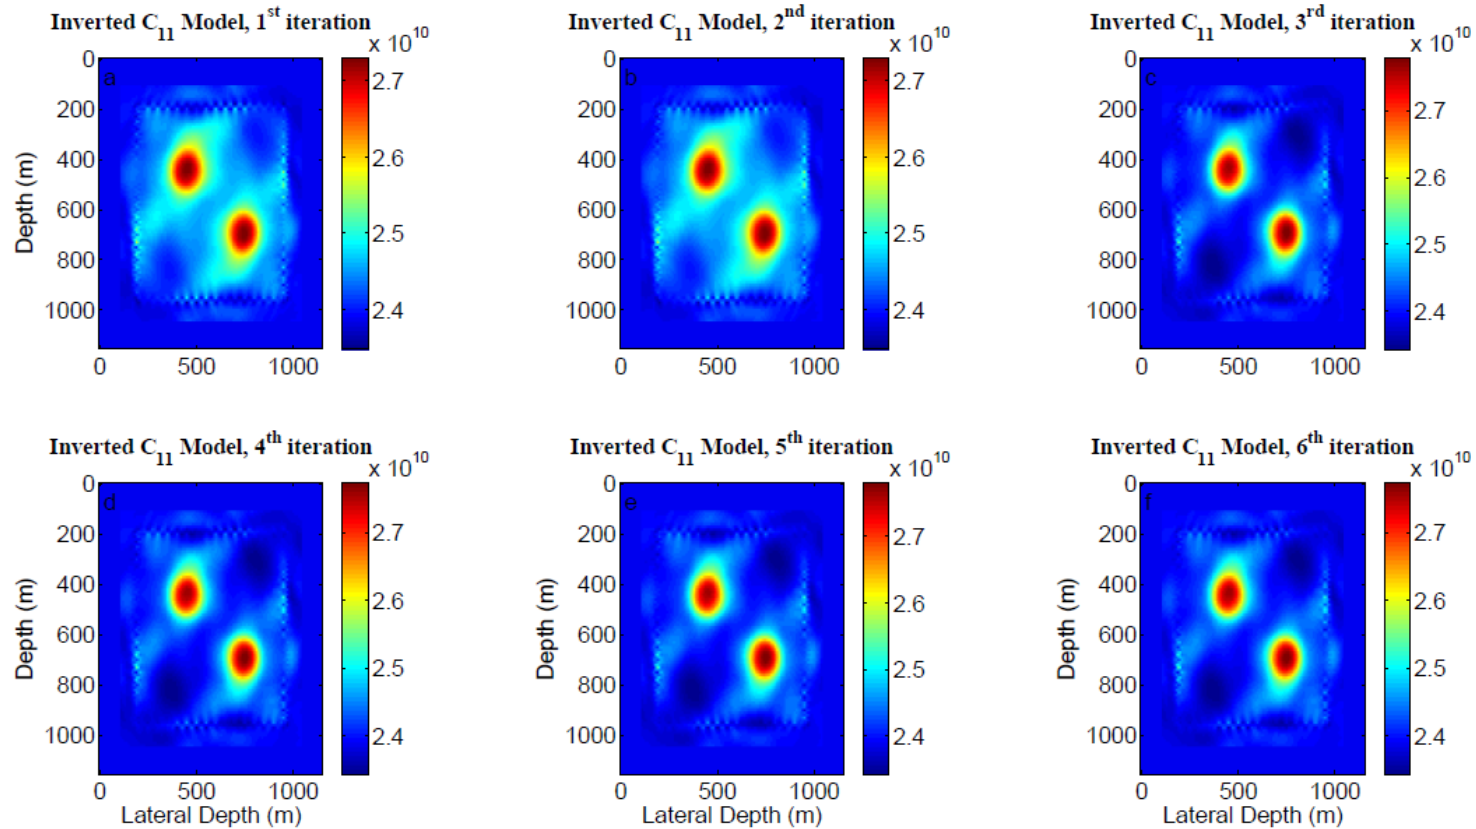 Inverted C11 Model, 1st iteration
x 10^10
a
0
200
400
600
800
1000
Depth (m)
0 500 1000
2.7
2.6
2.5
2.4
Inverted C11 Model, 2nd iteration
x 10^10
b
0
200
400
600
800
1000
0 500 1000
2.7
2.6
2.5
2.4
Inverted C11 Model, 3rd iteration
x 10^10
c
0
200
400
600
800
1000
0 500 1000
2.7
2.6
2.5
2.4
Inverted C11 Model, 4th iteration
x 10^10
d
0
200
400
600
800
1000
Depth (m)
0 500 1000
Lateral Depth (m)
2.7
2.6
2.5
2.4
Inverted C11 Model, 5th iteration
x 10^10
e
0
200
400
600
800
1000
Depth (m)
0 500 1000
Lateral Depth (m)
2.7
2.6
2.5
2.4
Inverted C11 Model, 6th iteration
x 10^10
f
0
200
400
600
800
1000
Depth (m)
0 500 1000
Lateral Depth (m)
2.7
2.6
2.5
2.4